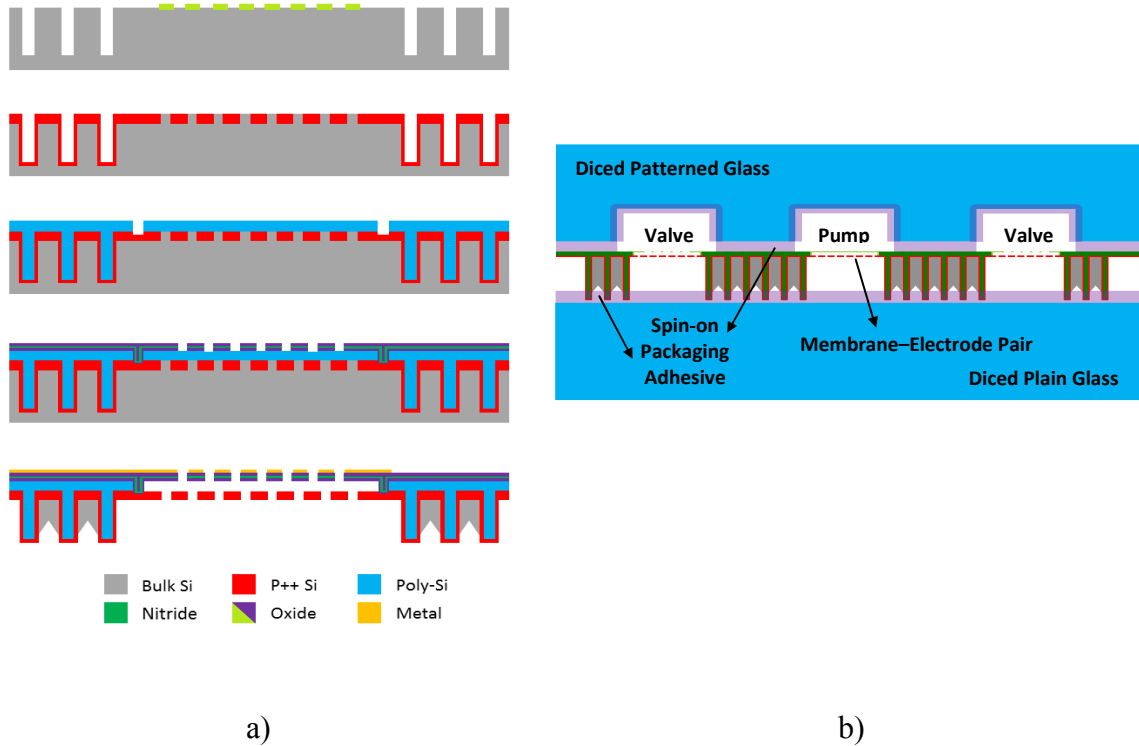 Bulk Si
P++ Si
Poly-Si
Nitride
Oxide
Metal
a)
Diced Patterned Glass
Valve
Pump
Valve
Spin-on
Packaging
Adhesive
Membrane–Electrode Pair
Diced Plain Glass
b)